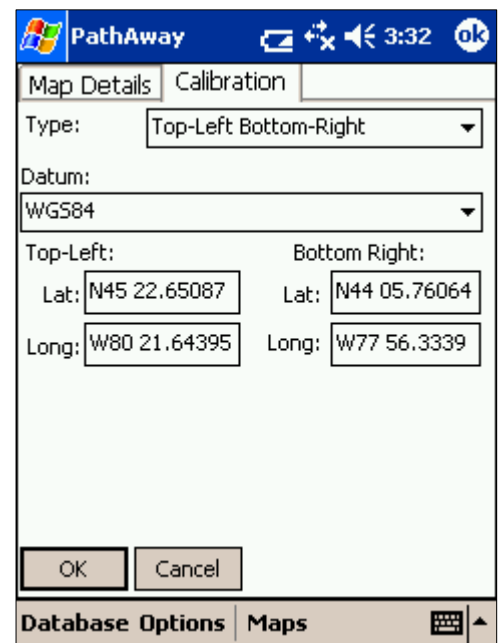 PathAway 3:32 ok
Map Details Calibration
Type: Top-Left Bottom-Right
Datum:
WGS84
Top-Left: Bottom Right:
Lat: N45 22.65087 Lat: N44 05.76064
Long: W80 21.64395 Long: W77 56.3339
OK Cancel
Database Options Maps